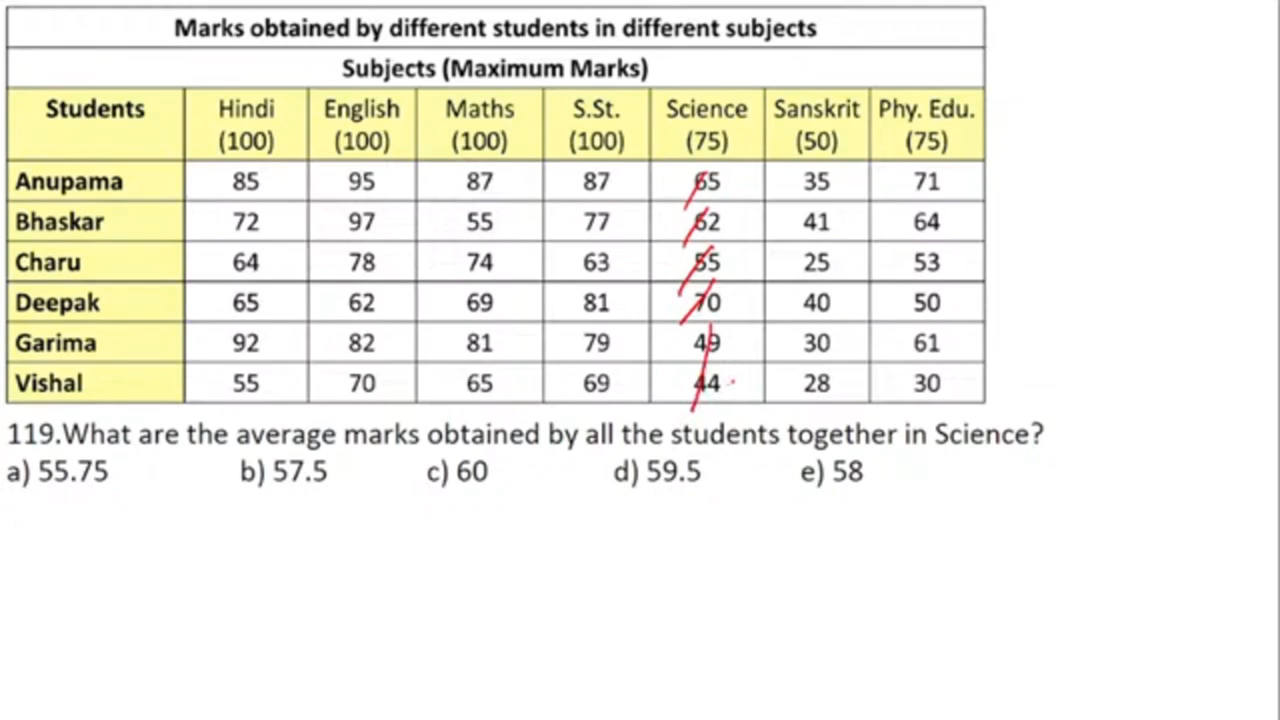 Marks obtained by different students in different subjects
Subjects (Maximum Marks)
Students Hindi (100) English (100) Maths (100) S.St. (100) Science (75) Sanskrit (50) Phy. Edu. (75)
Anupama 85 95 87 87 65 35 71
Bhaskar 72 97 55 77 62 41 64
Charu 64 78 74 63 55 25 53
Deepak 65 62 69 81 70 40 50
Garima 92 82 81 79 49 30 61
Vishal 55 70 65 69 44 28 30
119.What are the average marks obtained by all the students together in Science?
a) 55.75 b) 57.5 c) 60 d) 59.5 e) 58